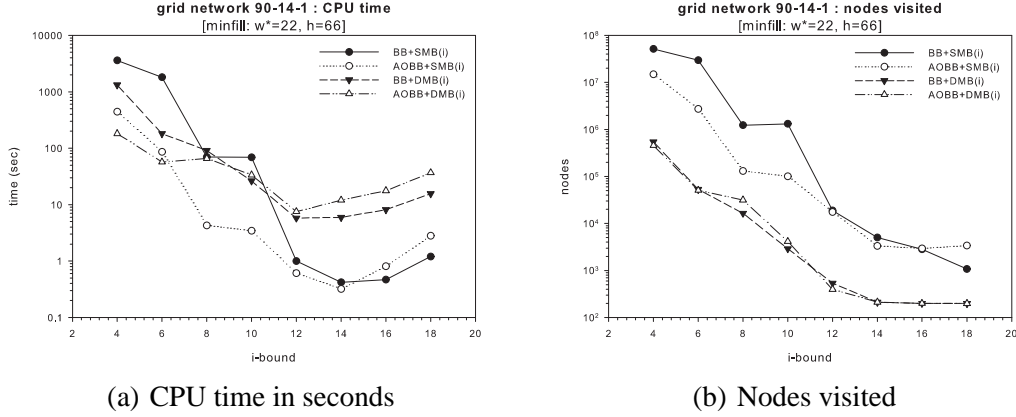 grid network 90-14-1 : CPU time
[minfill: w*=22, h=66]
BB+SMB(i)
AOBB+SMB(i)
BB+DMB(i)
AOBB+DMB(i)
time (sec)
10000
1000
100
10
1
0,1
2 4 6 8 10 12 14 16 18 20
i-bound
(a) CPU time in seconds
grid network 90-14-1 : nodes visited
[minfill: w*=22, h=66]
BB+SMB(i)
AOBB+SMB(i)
BB+DMB(i)
AOBB+DMB(i)
nodes
10⁸
10⁷
10⁶
10⁵
10⁴
10³
10²
2 4 6 8 10 12 14 16 18 20
i-bound
(b) Nodes visited